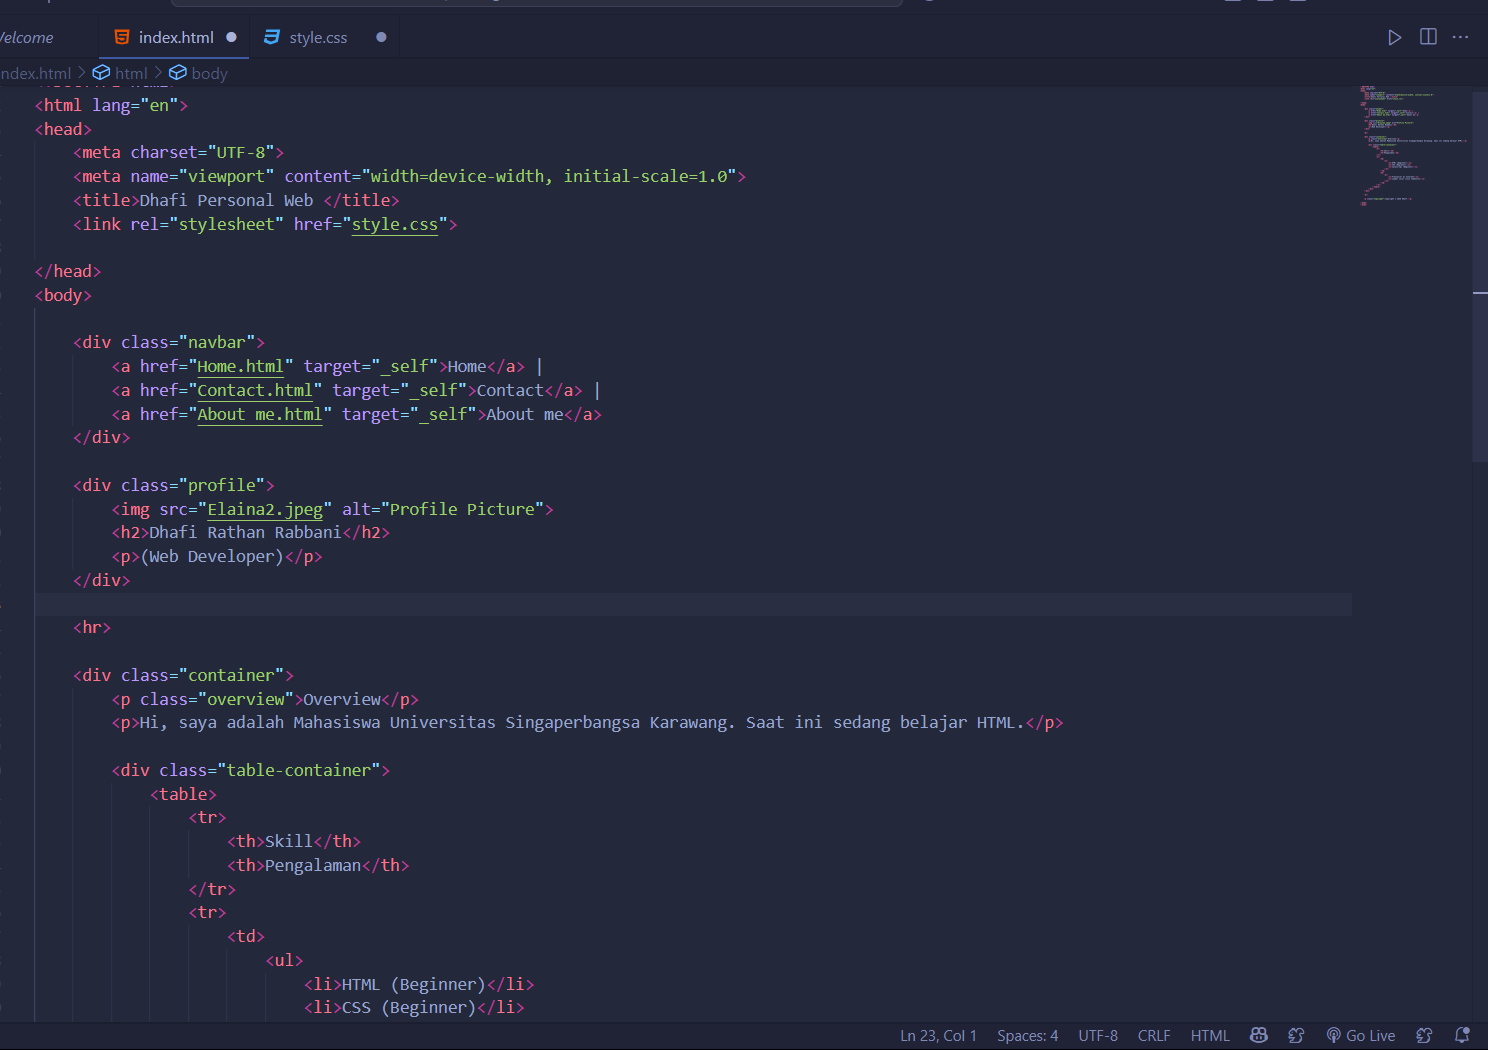 elcome
index.html
style.css
ndex.html > html > body
<html lang="en">
<head>
<meta charset="UTF-8">
<meta name="viewport" content="width=device-width, initial-scale=1.0">
<title>Dhafi Personal Web </title>
<link rel="stylesheet" href="style.css">
</head>
<body>
<div class="navbar">
<a href="Home.html" target="_self">Home</a> |
<a href="Contact.html" target="_self">Contact</a> |
<a href="About me.html" target="_self">About me</a>
</div>
<div class="profile">
<img src="Elaina2.jpeg" alt="Profile Picture">
<h2>Dhafi Rathan Rabbani</h2>
<p>(Web Developer)</p>
</div>
<hr>
<div class="container">
<p class="overview">Overview</p>
<p>Hi, saya adalah Mahasiswa Universitas Singaperbangsa Karawang. Saat ini sedang belajar HTML.</p>
<div class="table-container">
<table>
<tr>
<th>Skill</th>
<th>Pengalaman</th>
</tr>
<tr>
<td>
<ul>
<li>HTML (Beginner)</li>
<li>CSS (Beginner)</li>
Ln 23, Col 1 Spaces: 4 UTF-8 CRLF HTML Go Live